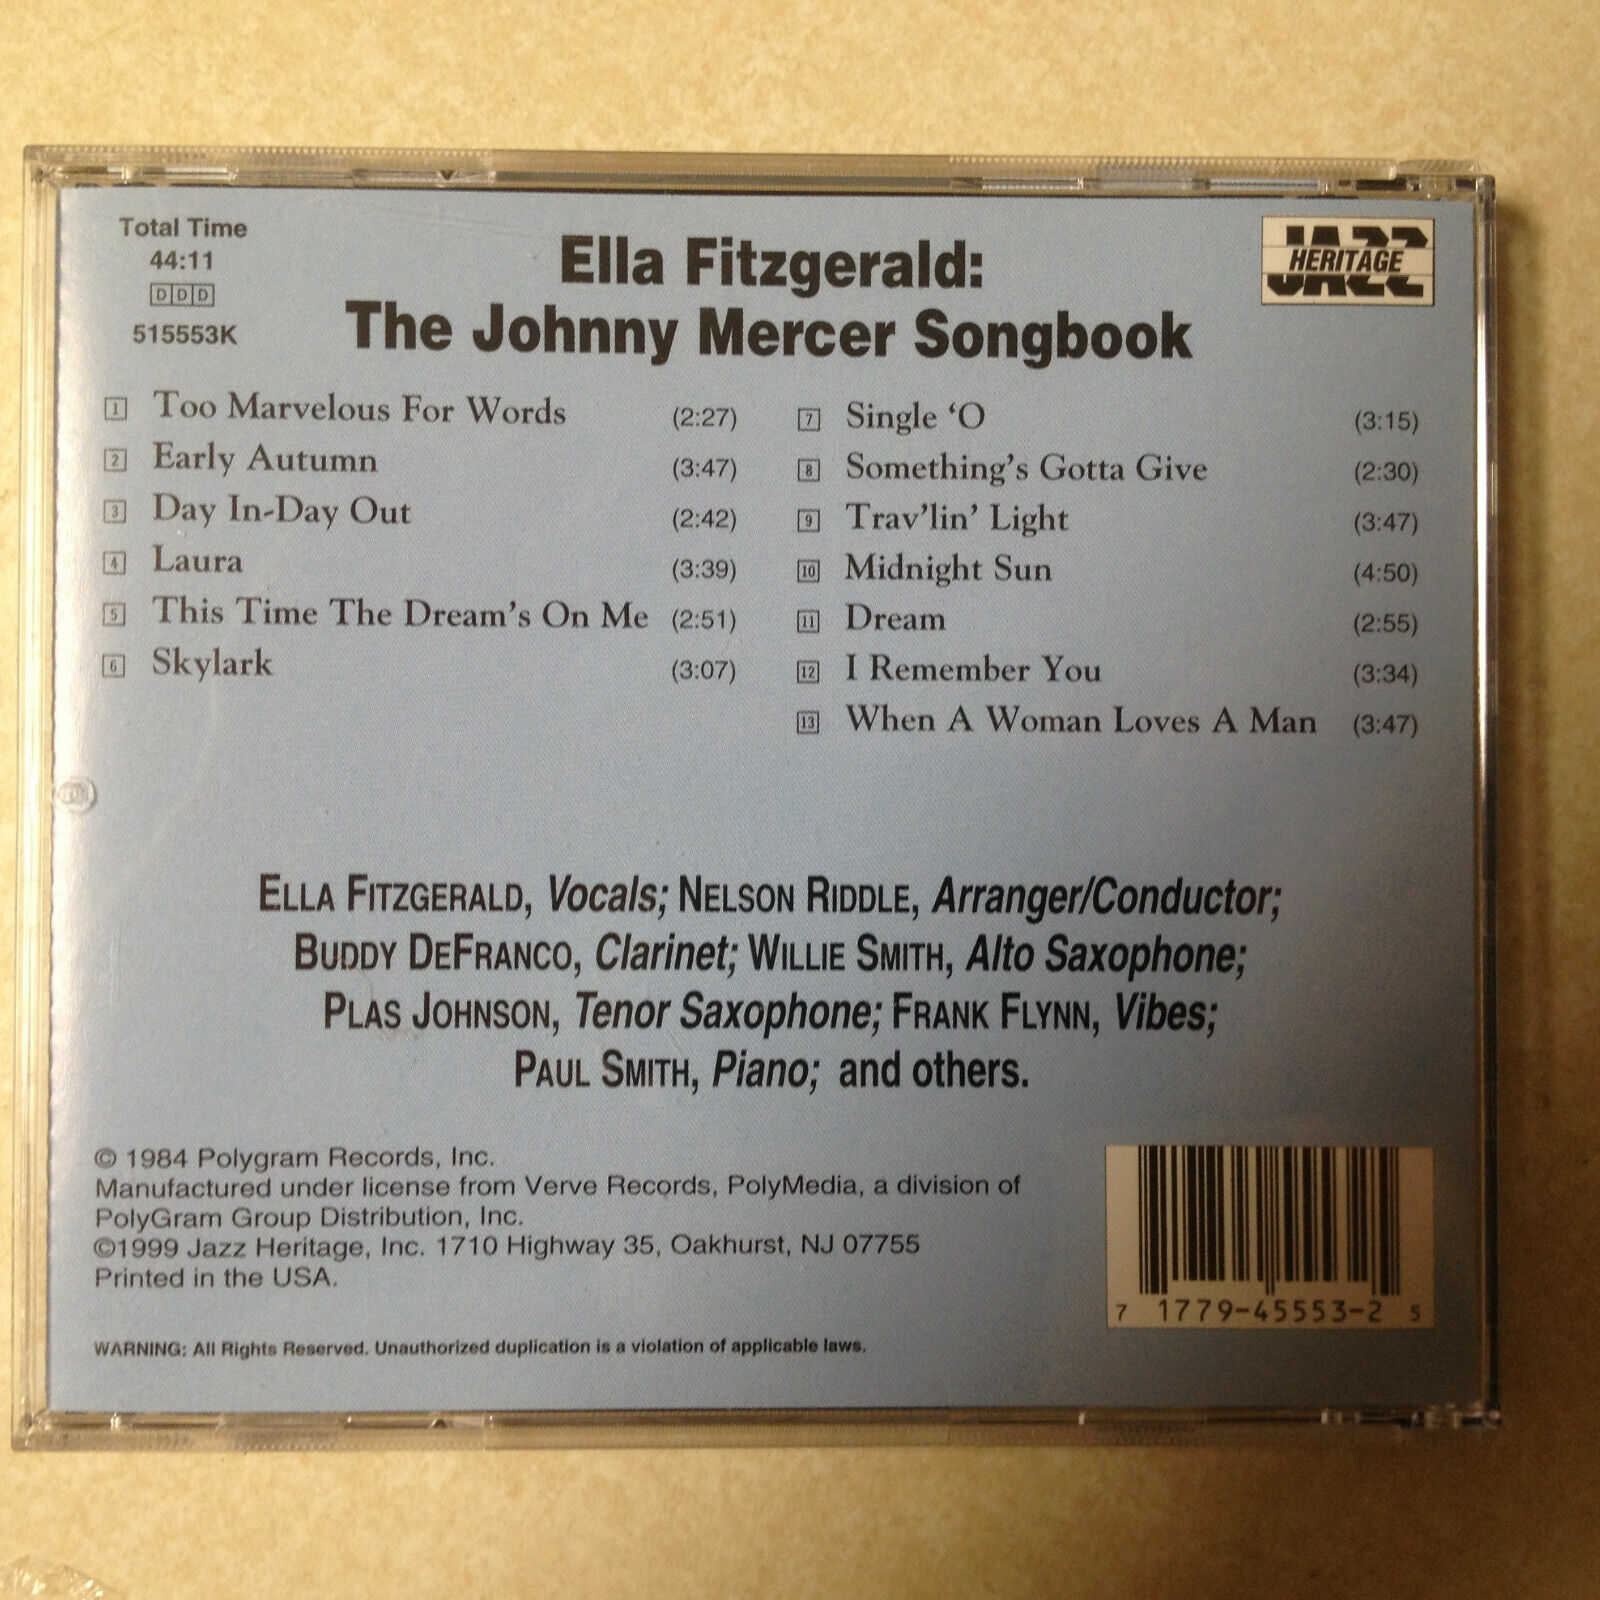 Total Time
44:11
DDD
515553K
Ella Fitzgerald:
The Johnny Mercer Songbook
JAZZ
HERITAGE
1 Too Marvelous For Words (2:27)
2 Early Autumn (3:47)
3 Day In-Day Out (2:42)
4 Laura (3:39)
5 This Time The Dream's On Me (2:51)
6 Skylark (3:07)
7 Single 'O (3:15)
8 Something's Gotta Give (2:30)
9 Trav'lin' Light (3:47)
10 Midnight Sun (4:50)
11 Dream (2:55)
12 I Remember You (3:34)
13 When A Woman Loves A Man (3:47)
ELLA FITZGERALD, Vocals; NELSON RIDDLE, Arranger/Conductor;
BUDDY DEFRANCO, Clarinet; WILLIE SMITH, Alto Saxophone;
PLAS JOHNSON, Tenor Saxophone; FRANK FLYNN, Vibes;
PAUL SMITH, Piano; and others.
© 1984 Polygram Records, Inc.
Manufactured under license from Verve Records, PolyMedia, a division of
PolyGram Group Distribution, Inc.
©1999 Jazz Heritage, Inc. 1710 Highway 35, Oakhurst, NJ 07755
Printed in the USA.
WARNING: All Rights Reserved. Unauthorized duplication is a violation of applicable laws.
7 1779-45553-2 5